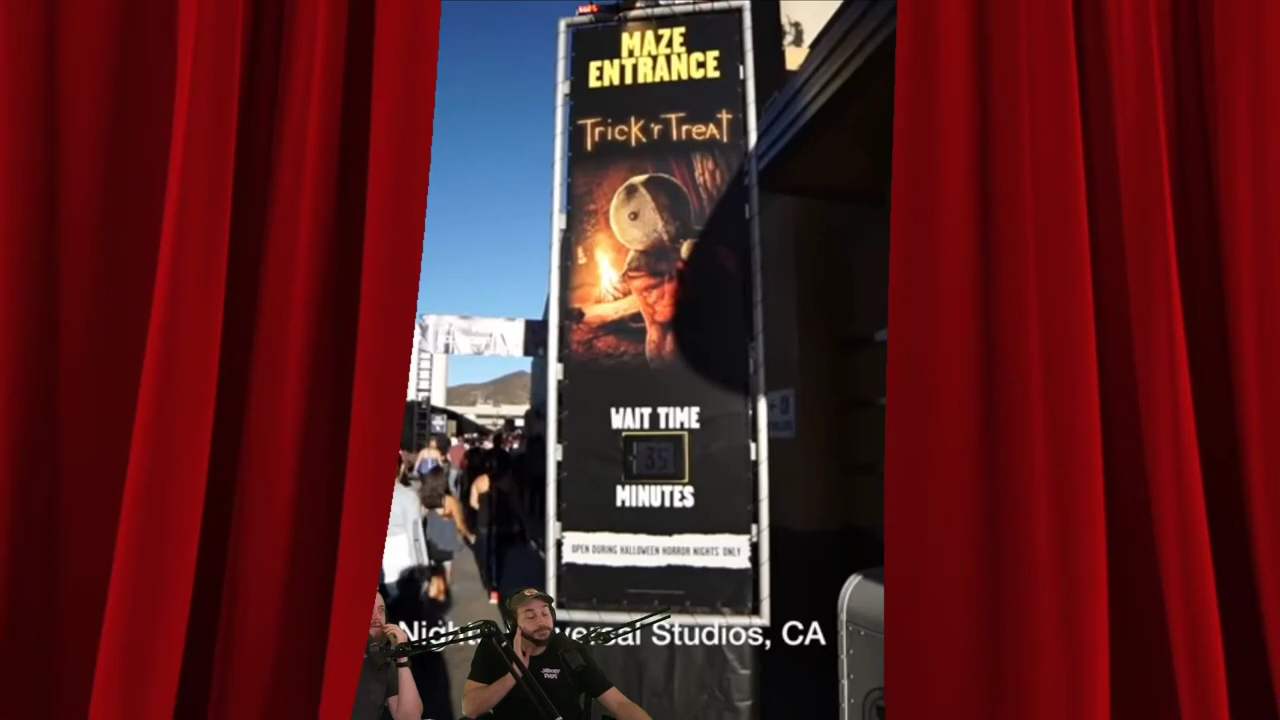 MAZE
ENTRANCE
Trick 'r Treat
WAIT TIME
35
MINUTES
OPEN DURING HALLOWEEN HORROR NIGHTS ONLY
Studios, CA